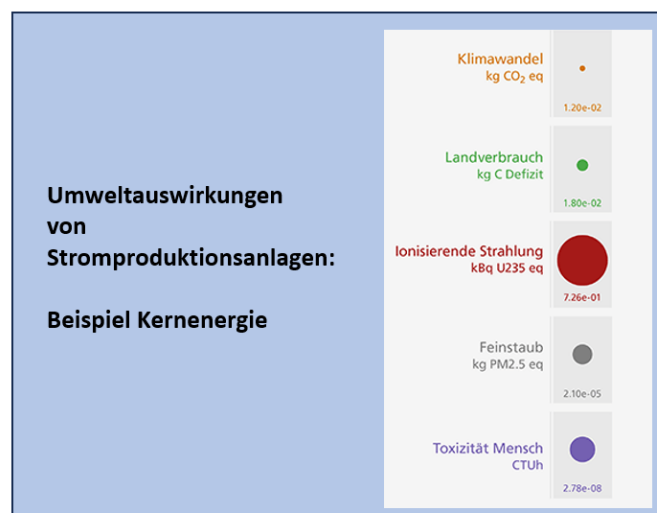 Umweltauswirkungen
von
Stromproduktionsanlagen:
Beispiel Kernenergie
Klimawandel
kg CO₂ eq
1.20e-02
Landverbrauch
kg C Defizit
1.80e-02
Ionisierende Strahlung
kBq U235 eq
7.26e-01
Feinstaub
kg PM2.5 eq
2.10e-05
Toxizität Mensch
CTUh
2.78e-08